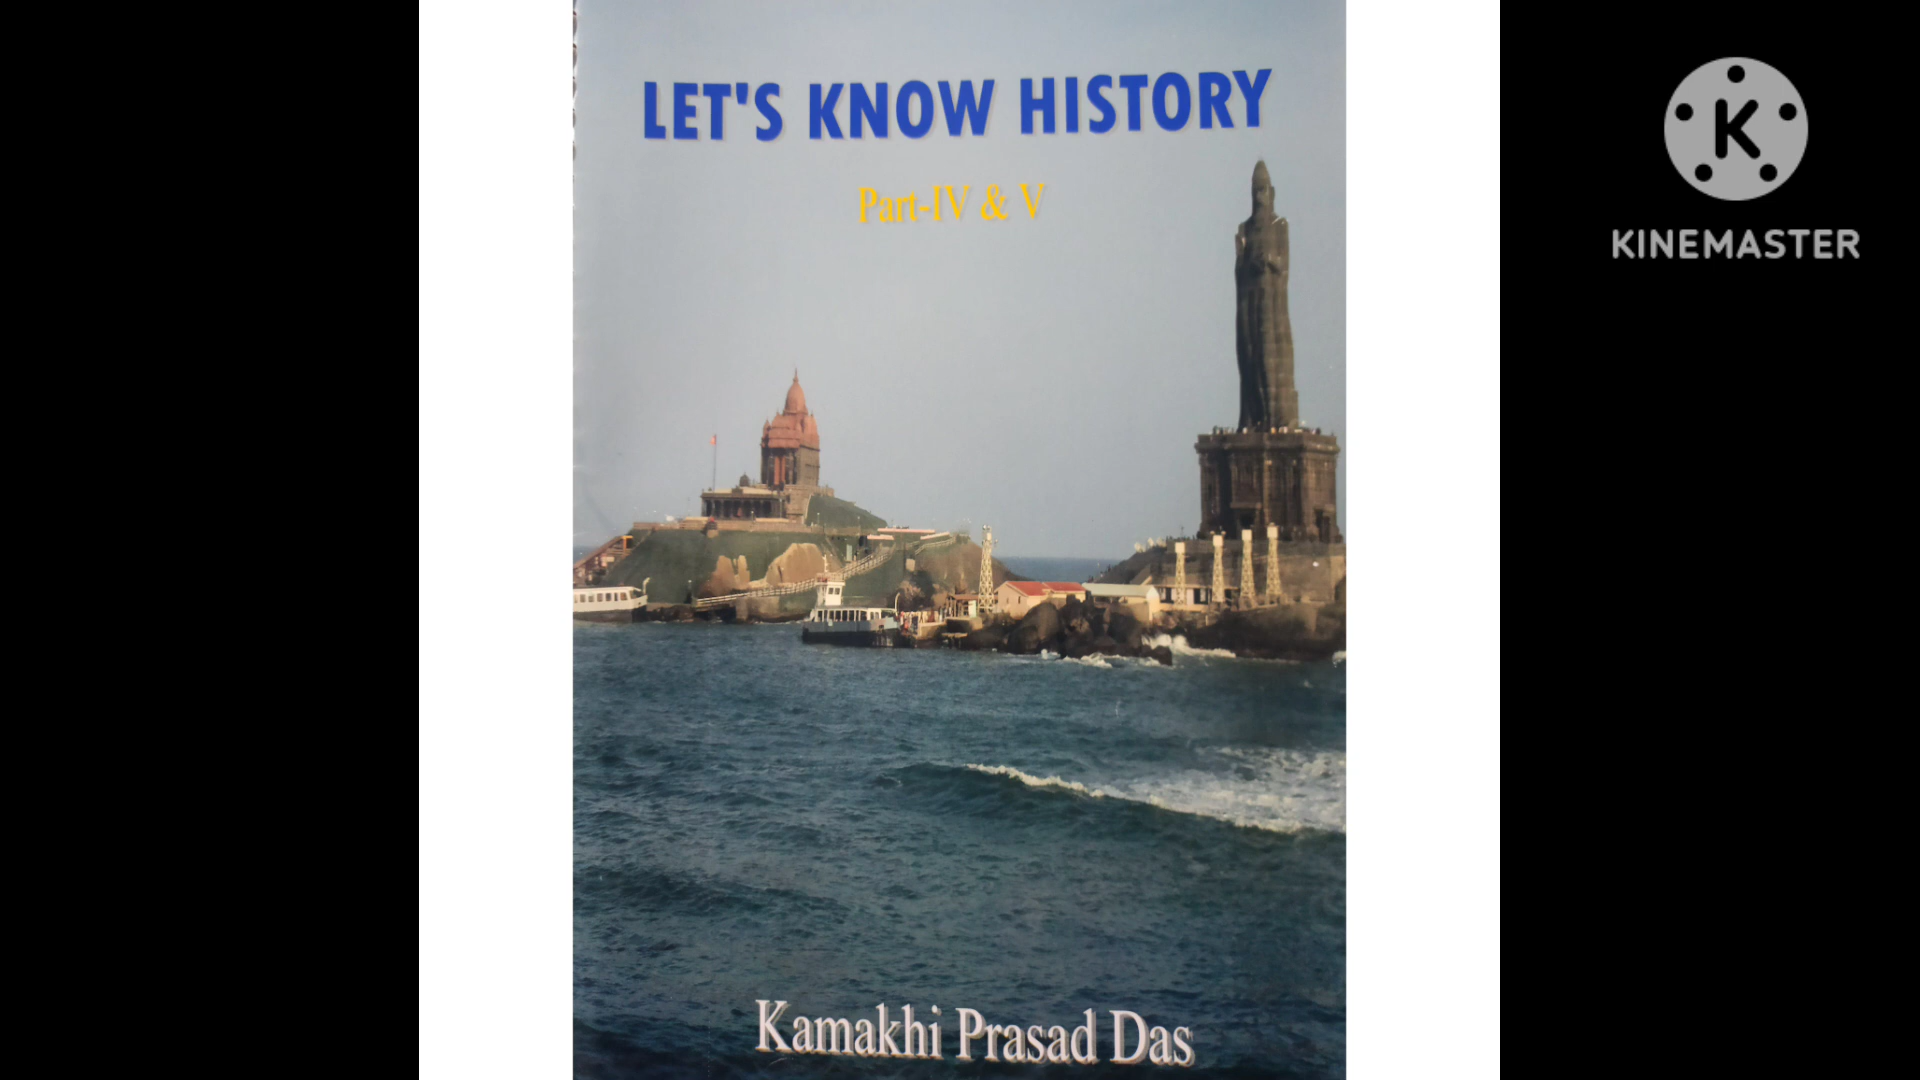 LET'S KNOW HISTORY
Part-IV & V
Kamakhi Prasad Das
K
KINEMASTER